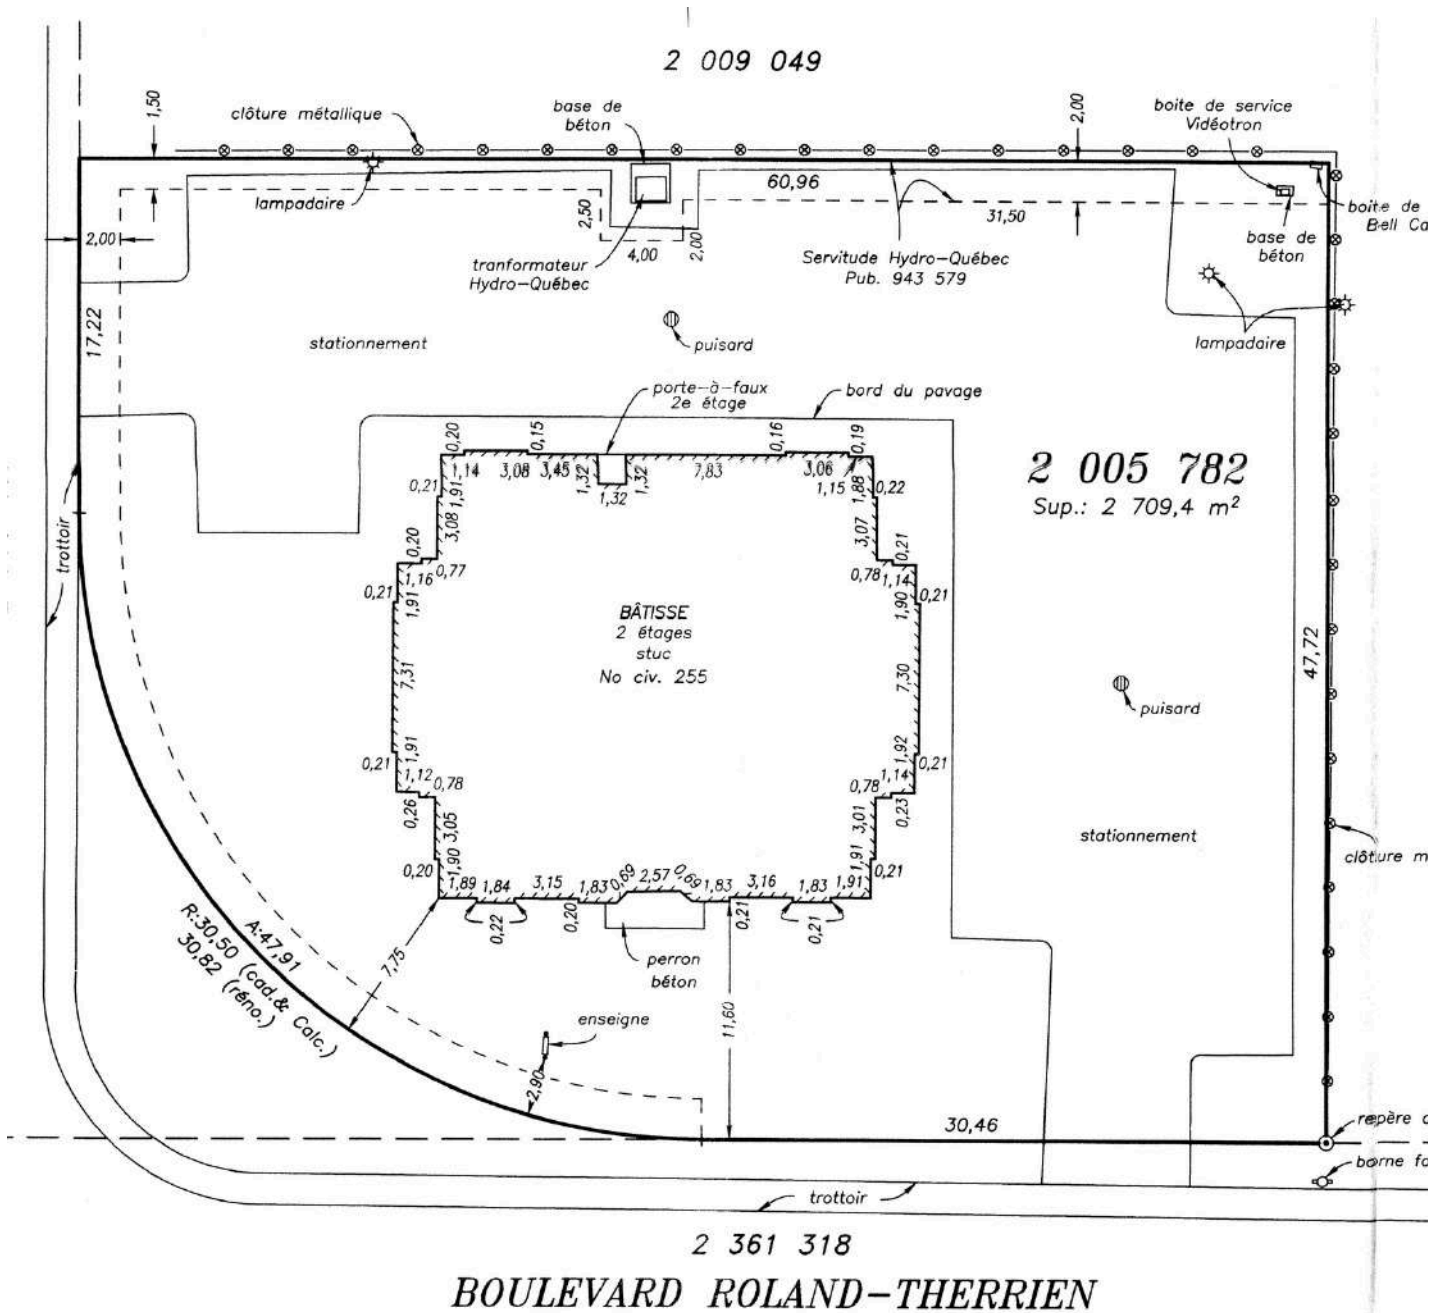 2 009 049
1,50
clôture métallique
base de
béton
2,00
boite de service
Vidéotron
lampadaire
60,96
31,50
boite de
Bell Ca
2,00
2,50
4,00
2,00
tranformateur
Hydro-Québec
Servitude Hydro-Québec
Pub. 943 579
base de
béton
17,22
stationnement
puisard
lampadaire
porte-à-faux
2e étage
bord du pavage
0,20
0,15
0,16
0,19
1,14
3,08
3,45
1,32
1,32
1,32
7,83
3,06
1,15
2 005 782
Sup.: 2 709,4 m²
0,21
1,91
3,08
1,88
0,22
3,07
trottoir
0,20
0,77
1,16
0,21
1,91
0,21
0,78
1,14
1,90
0,21
BÂTISSE
2 étages
stuc
No civ. 255
7,31
7,30
47,72
puisard
1,91
0,21
1,12
0,78
0,26
3,05
1,92
0,21
1,14
0,78
0,23
3,01
stationnement
clôture m
0,20
1,90
1,91
0,21
1,89
1,84
3,15
1,83
0,69
2,57
0,69
1,83
3,16
1,83
1,91
0,22
0,20
0,21
0,21
A:47,91
R:30,50 (cad.& Calc.)
30,82 (réno.)
7,75
perron
béton
11,60
enseigne
2,90
30,46
repère
borne
trottoir
2 361 318
BOULEVARD ROLAND-THERRIEN